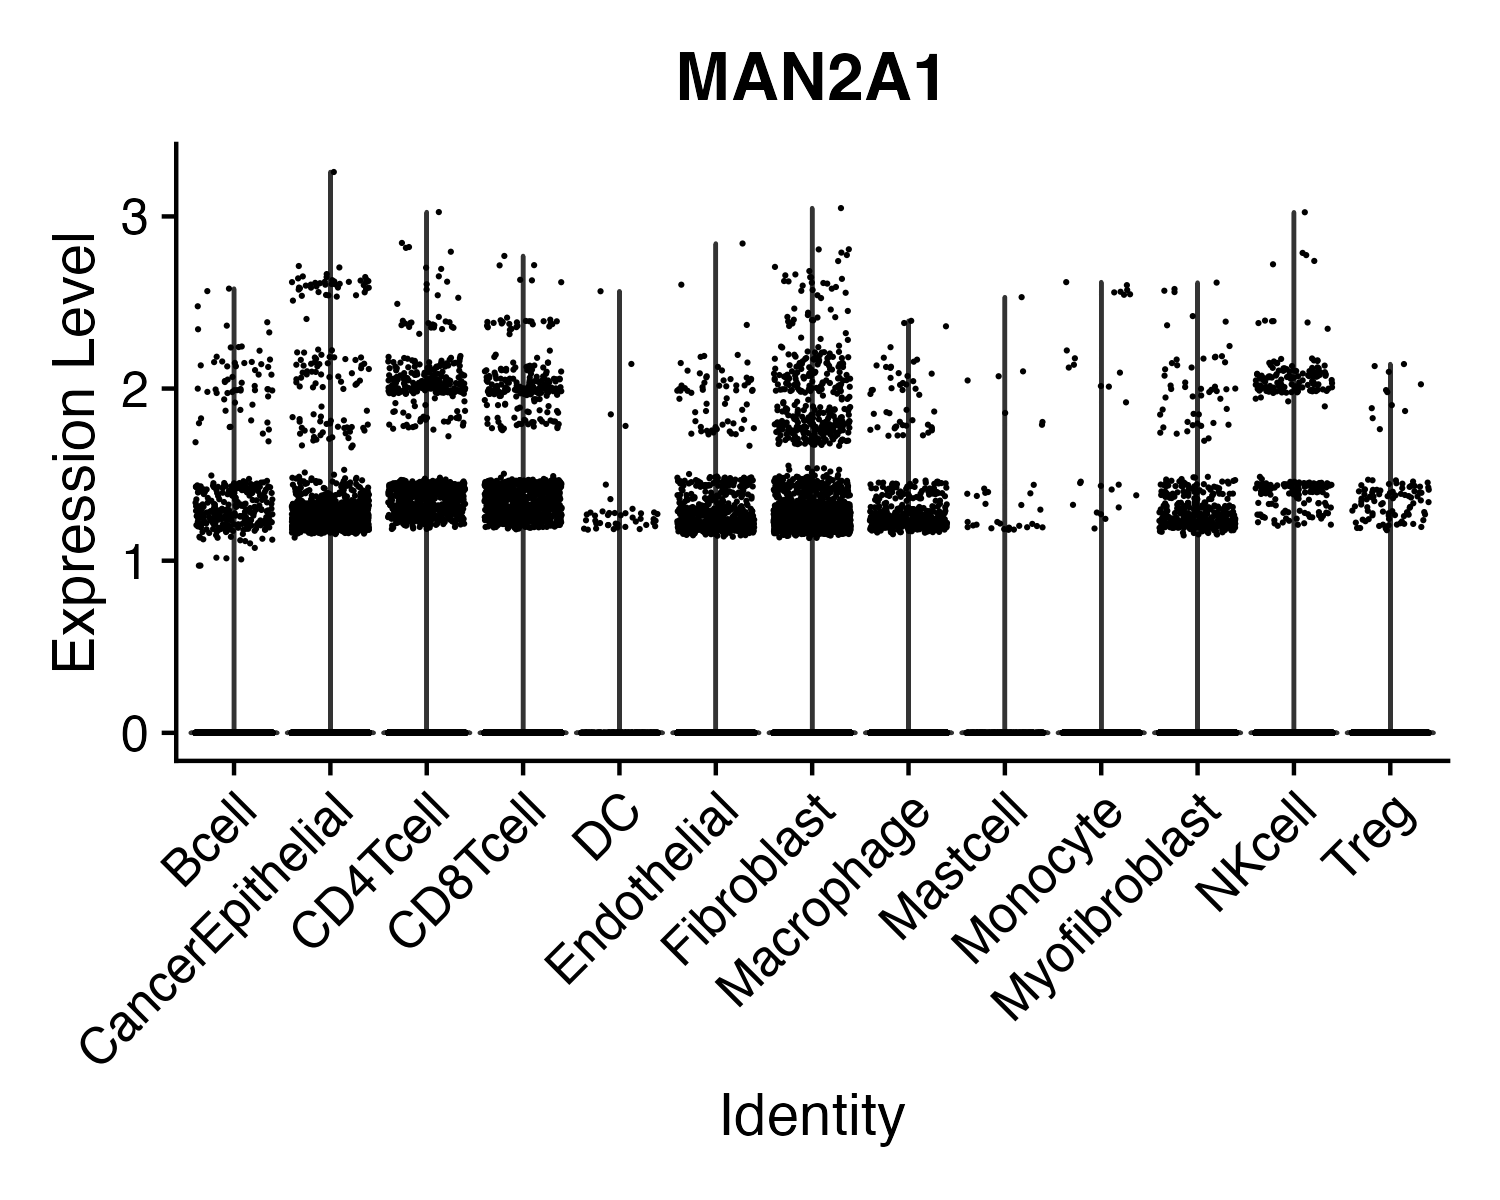 MAN2A1
Expression Level
3
2
1
0
Bcell
CancerEpithelial
CD4Tcell
CD8Tcell
DC
Endothelial
Fibroblast
Macrophage
Mastcell
Monocyte
Myofibroblast
NKcell
Treg
Identity